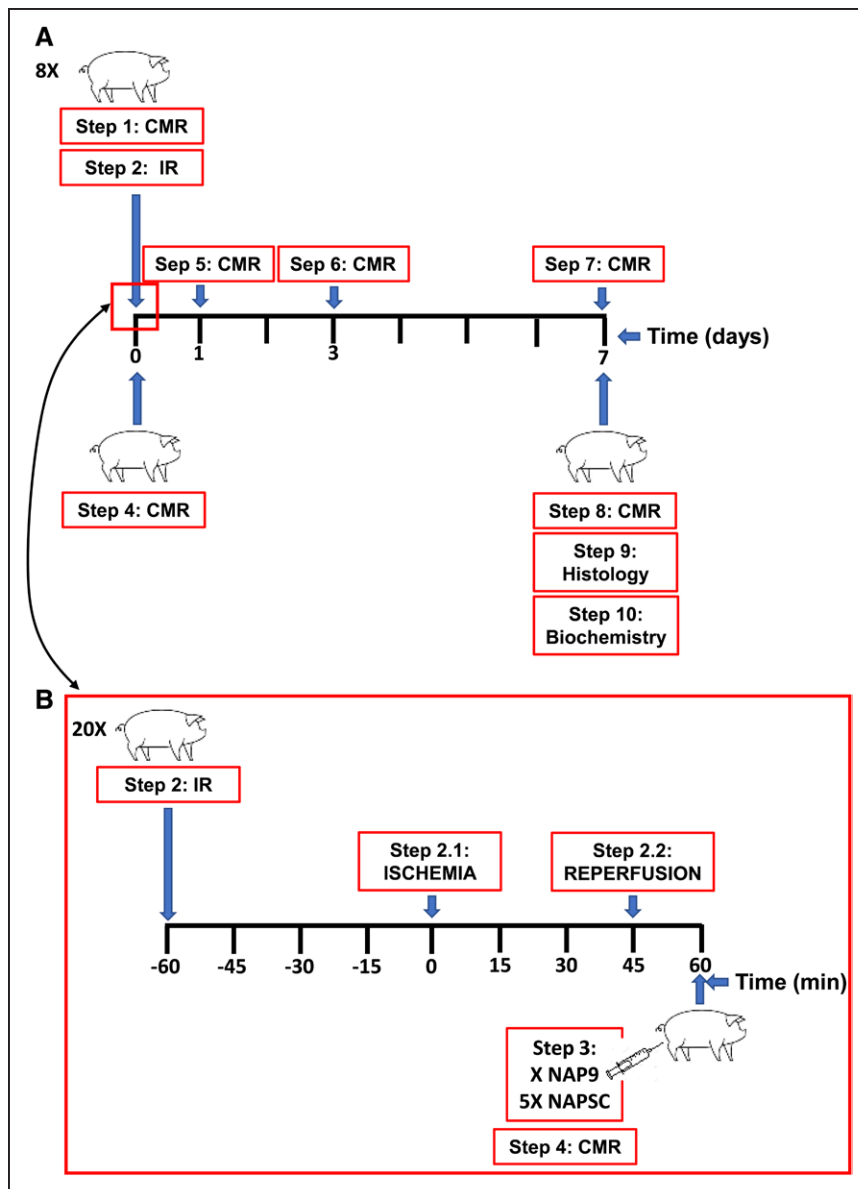 A
8X
Step 1: CMR
Step 2: IR
Sep 5: CMR
Sep 6: CMR
Sep 7: CMR
0
1
3
7
Time (days)
Step 4: CMR
Step 8: CMR
Step 9:
Histology
Step 10:
Biochemistry
B
20X
Step 2: IR
Step 2.1:
ISCHEMIA
Step 2.2:
REPERFUSION
-60
-45
-30
-15
0
15
30
45
60
Time (min)
Step 3:
X NAP9
5X NAPSC
Step 4: CMR